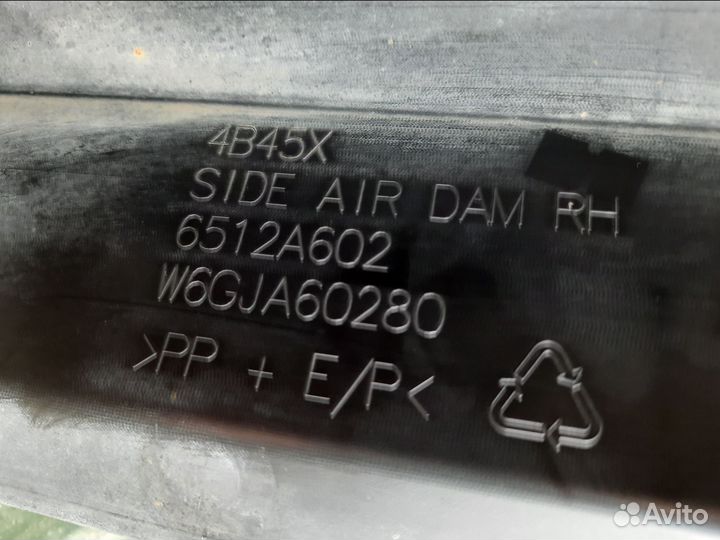 4B45X
SIDE AIR DAM RH
6512A602
W6GJA60280
>PP + E/P<
Avito